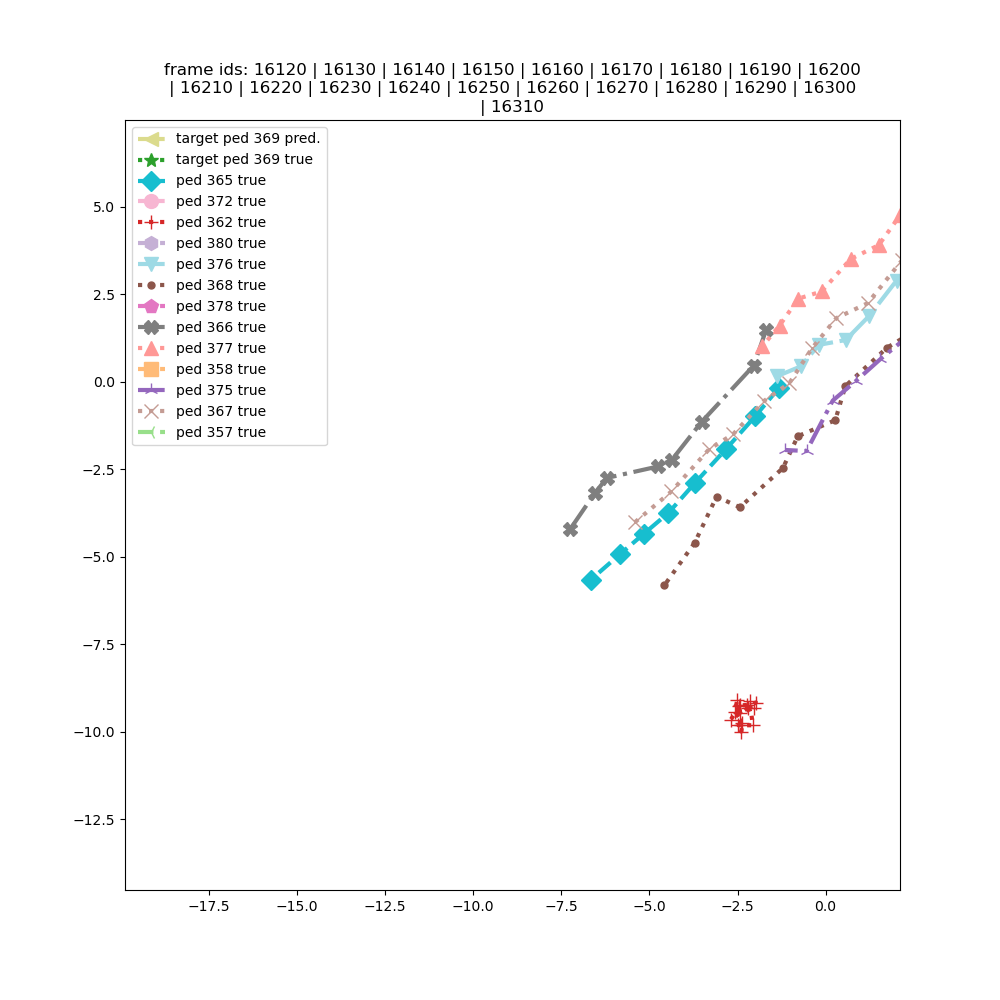 frame ids: 16120 | 16130 | 16140 | 16150 | 16160 | 16170 | 16180 | 16190 | 16200
| 16210 | 16220 | 16230 | 16240 | 16250 | 16260 | 16270 | 16280 | 16290 | 16300
| 16310
target ped 369 pred.
target ped 369 true
ped 365 true
ped 372 true
ped 362 true
ped 380 true
ped 376 true
ped 368 true
ped 378 true
ped 366 true
ped 377 true
ped 358 true
ped 375 true
ped 367 true
ped 357 true
5.0
2.5
0.0
−2.5
−5.0
−7.5
−10.0
−12.5
−17.5 −15.0 −12.5 −10.0 −7.5 −5.0 −2.5 0.0